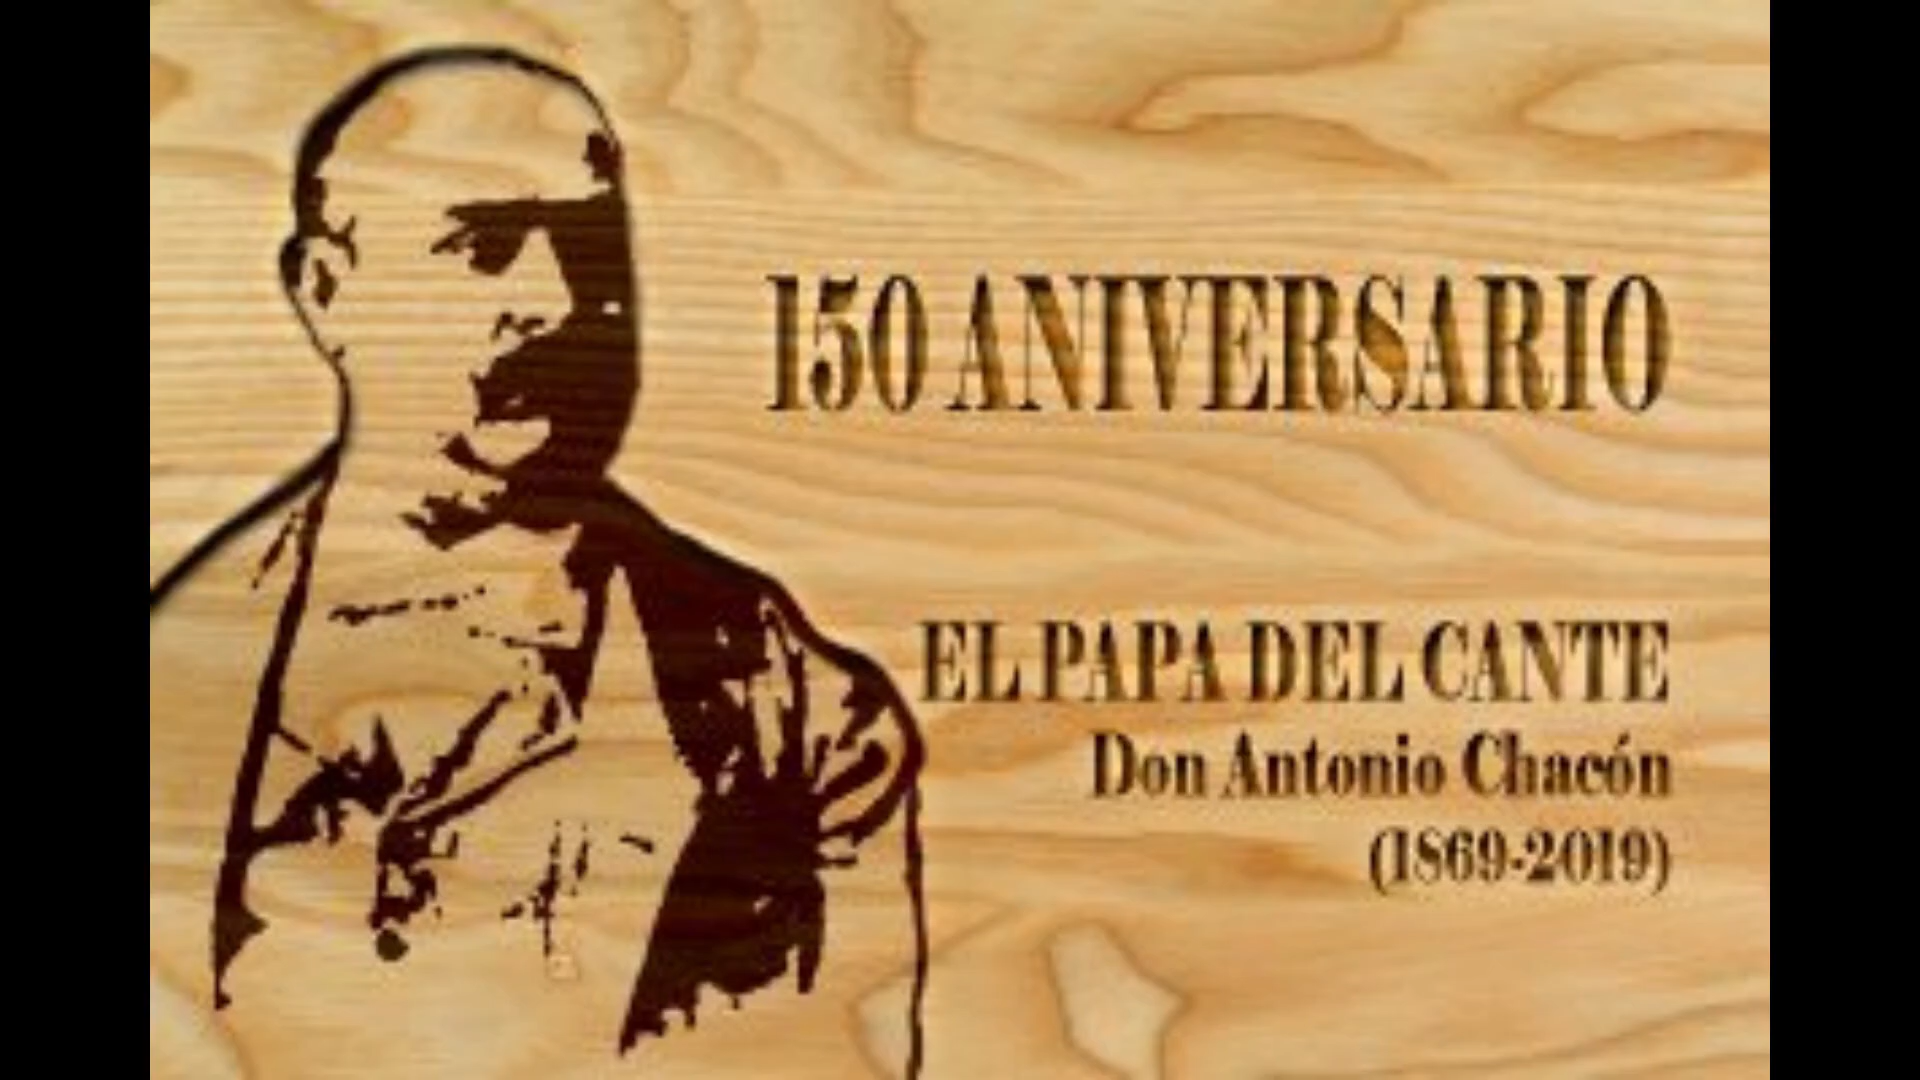 150 ANIVERSARIO
EL PAPA DEL CANTE
Don Antonio Chacón
(1869-2019)